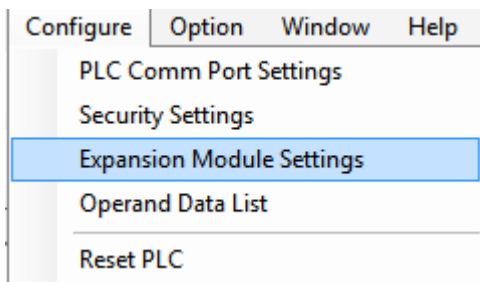 Configure Option Window Help
PLC Comm Port Settings
Security Settings
Expansion Module Settings
Operand Data List
Reset PLC